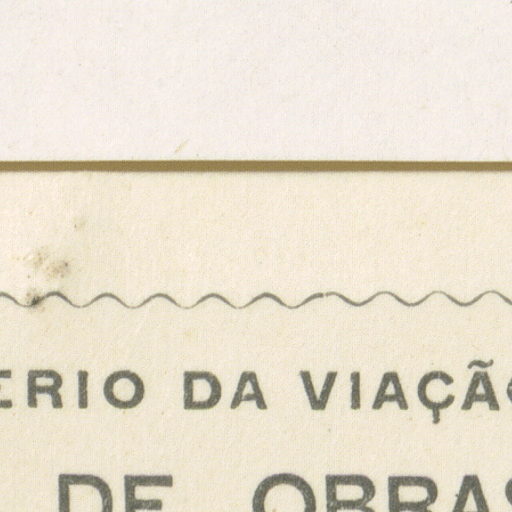 ERIO DA VIAÇÃO
DE OBRAS